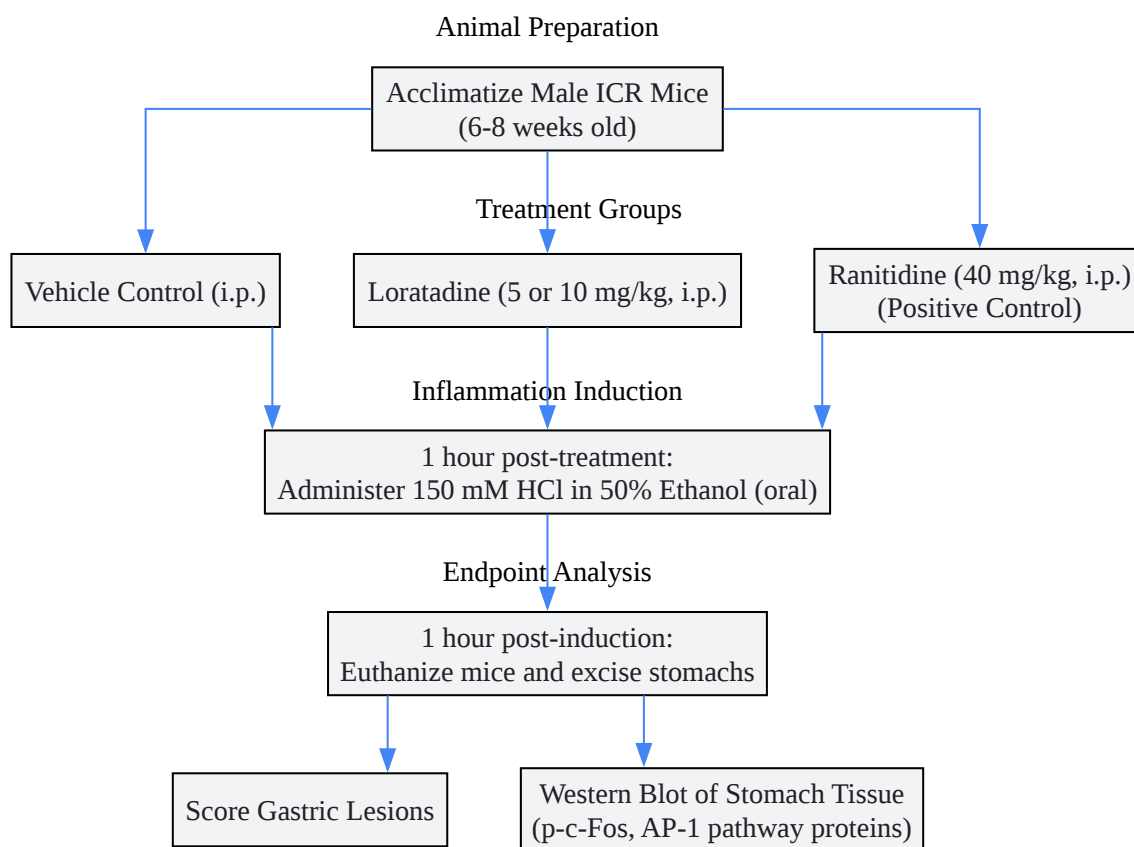 Animal Preparation
Acclimatize Male ICR Mice
(6-8 weeks old)
Treatment Groups
Vehicle Control (i.p.)
Loratadine (5 or 10 mg/kg, i.p.)
Ranitidine (40 mg/kg, i.p.)
(Positive Control)
Inflammation Induction
1 hour post-treatment:
Administer 150 mM HCl in 50% Ethanol (oral)
Endpoint Analysis
1 hour post-induction:
Euthanize mice and excise stomachs
Score Gastric Lesions
Western Blot of Stomach Tissue
(p-c-Fos, AP-1 pathway proteins)